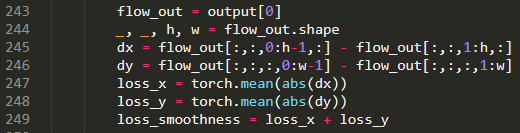 243 flow_out = output[0]
244 _, _, h, w = flow_out.shape
245 dx = flow_out[:,:,0:h-1,:] - flow_out[:,:,1:h,:]
246 dy = flow_out[:,:,:,0:w-1] - flow_out[:,:,:,1:w]
247 loss_x = torch.mean(abs(dx))
248 loss_y = torch.mean(abs(dy))
249 loss_smoothness = loss_x + loss_y